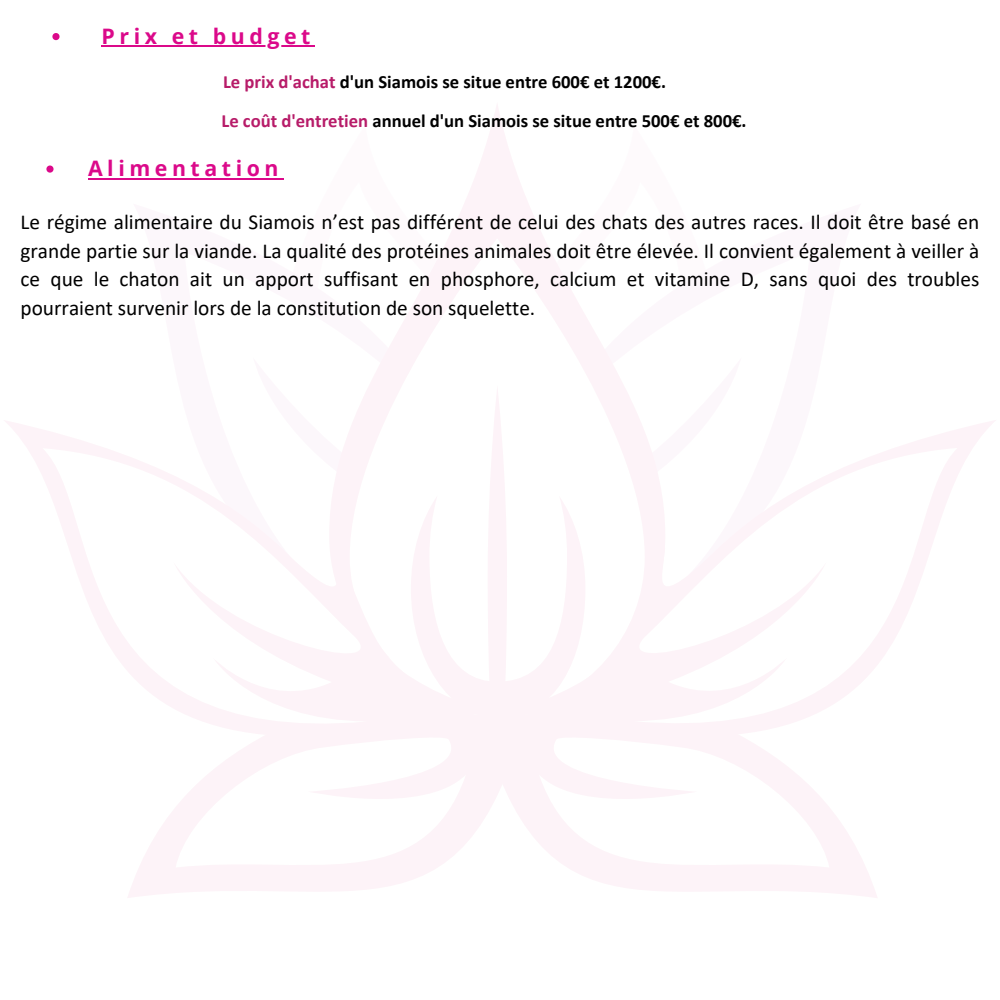 • Prix et budget
Le prix d'achat d'un Siamois se situe entre 600€ et 1200€.
Le coût d'entretien annuel d'un Siamois se situe entre 500€ et 800€.
• Alimentation
Le régime alimentaire du Siamois n’est pas différent de celui des chats des autres races. Il doit être basé en
grande partie sur la viande. La qualité des protéines animales doit être élevée. Il convient également à veiller à
ce que le chaton ait un apport suffisant en phosphore, calcium et vitamine D, sans quoi des troubles
pourraient survenir lors de la constitution de son squelette.